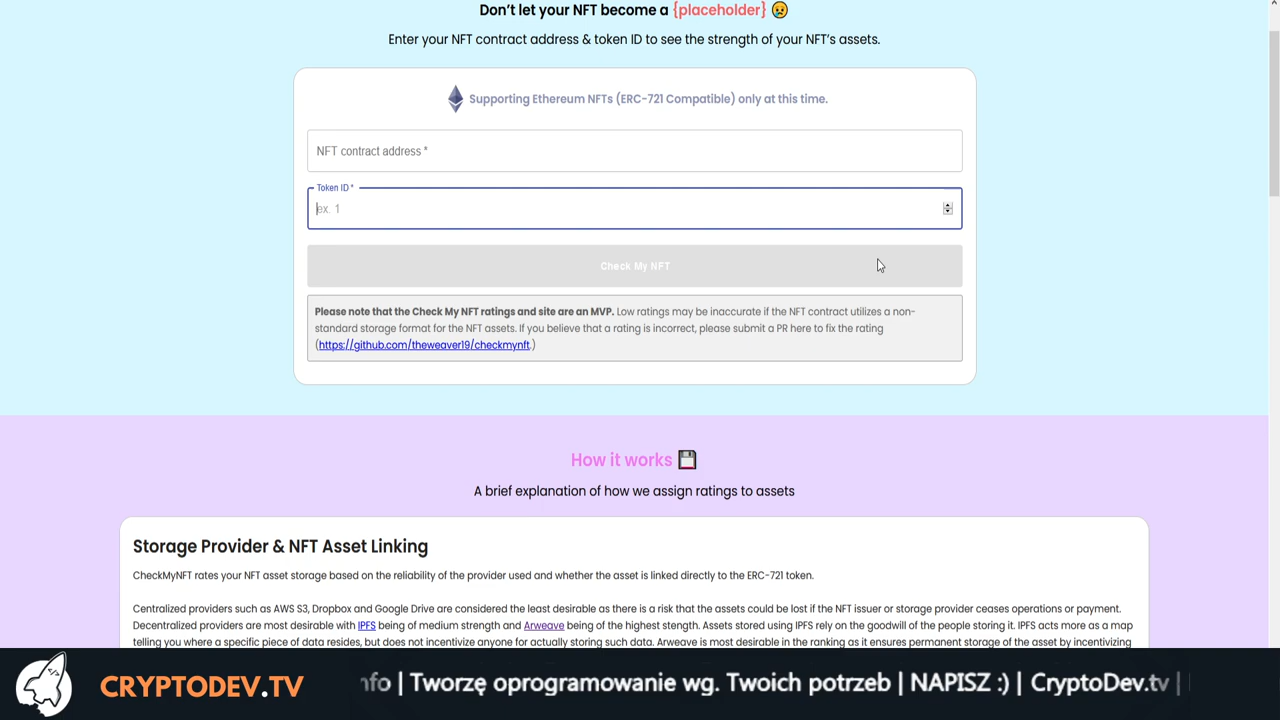 Don't let your NFT become a {placeholder} 😢
Enter your NFT contract address & token ID to see the strength of your NFT's assets.
Supporting Ethereum NFTs (ERC-721 Compatible) only at this time.
NFT contract address *
Token ID *
ex. 1
Check My NFT
Please note that the Check My NFT ratings and site are an MVP. Low ratings may be inaccurate if the NFT contract utilizes a non-
standard storage format for the NFT assets. If you believe that a rating is incorrect, please submit a PR here to fix the rating
(https://github.com/theweaver19/checkmynft.)
How it works 💾
A brief explanation of how we assign ratings to assets
Storage Provider & NFT Asset Linking
CheckMyNFT rates your NFT asset storage based on the reliability of the provider used and whether the asset is linked directly to the ERC-721 token.
Centralized providers such as AWS S3, Dropbox and Google Drive are considered the least desirable as there is a risk that the assets could be lost if the NFT issuer or storage provider ceases operations or payment.
Decentralized providers are most desirable with IPFS being of medium strength and Arweave being of the highest strength. Assets stored using IPFS rely on the goodwill of the people storing it. IPFS acts more as a map
telling you where a specific piece of data resides, but does not incentivize anyone for actually storing such data. Arweave is most desirable in the ranking as it ensures permanent storage of the asset by incentivizing
CRYPTODEV.TV
nfo | Tworzę oprogramowanie wg. Twoich potrzeb | NAPISZ :) | CryptoDev.tv |